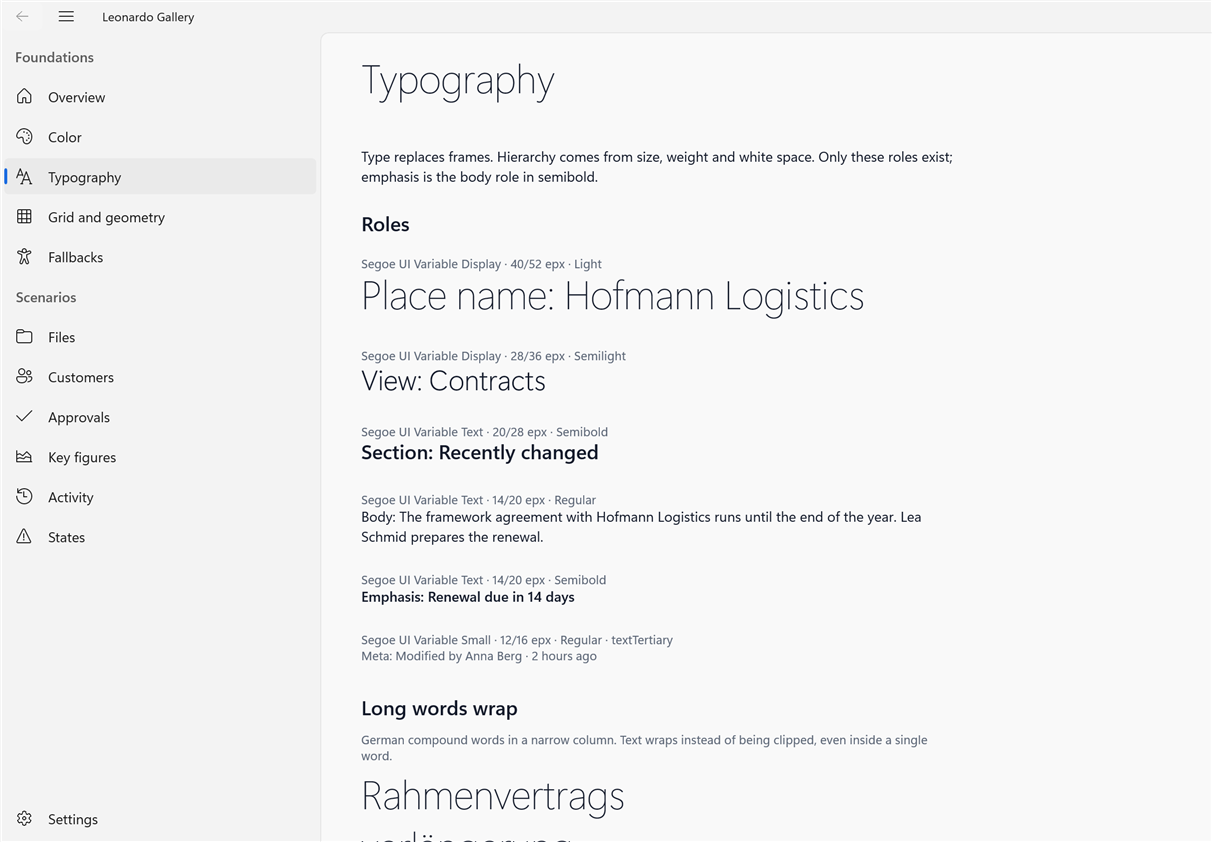 Leonardo Gallery
Foundations
Overview
Color
Typography
Grid and geometry
Fallbacks
Scenarios
Files
Customers
Approvals
Key figures
Activity
States
Settings
Typography
Type replaces frames. Hierarchy comes from size, weight and white space. Only these roles exist;
emphasis is the body role in semibold.
Roles
Segoe UI Variable Display · 40/52 epx · Light
Place name: Hofmann Logistics
Segoe UI Variable Display · 28/36 epx · Semilight
View: Contracts
Segoe UI Variable Text · 20/28 epx · Semibold
Section: Recently changed
Segoe UI Variable Text · 14/20 epx · Regular
Body: The framework agreement with Hofmann Logistics runs until the end of the year. Lea
Schmid prepares the renewal.
Segoe UI Variable Text · 14/20 epx · Semibold
Emphasis: Renewal due in 14 days
Segoe UI Variable Small · 12/16 epx · Regular · textTertiary
Meta: Modified by Anna Berg · 2 hours ago
Long words wrap
German compound words in a narrow column. Text wraps instead of being clipped, even inside a single
word.
Rahmenvertrags